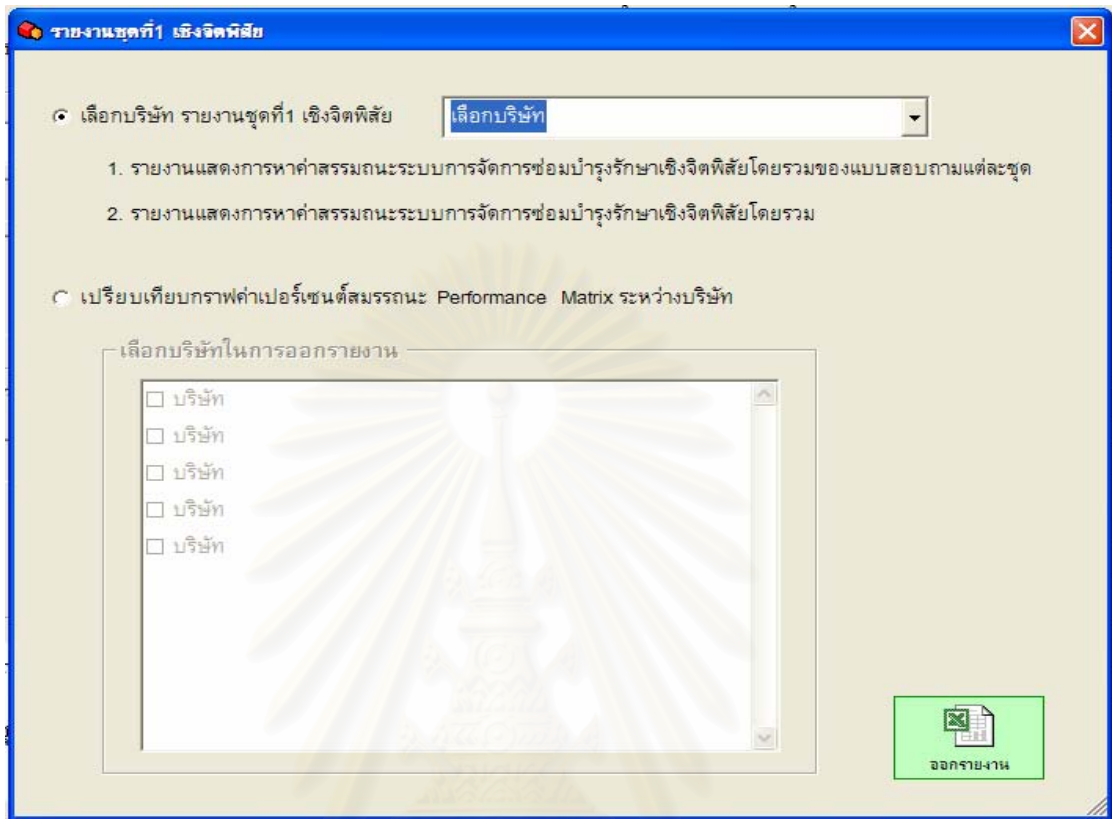 รายงานชุดที่1 เชิงจิตพิสัย
เลือกบริษัท รายงานชุดที่1 เชิงจิตพิสัย เลือกบริษัท
1. รายงานแสดงการหาค่าสรรมถนะระบบการจัดการซ่อมบำรุงรักษาเชิงจิตพิสัยโดยรวมของแบบสอบถามแต่ละชุด
2. รายงานแสดงการหาค่าสรรมถนะระบบการจัดการซ่อมบำรุงรักษาเชิงจิตพิสัยโดยรวม
เปรียบเทียบกราฟค่าเปอร์เซนต์สมรรถนะ Performance Matrix ระหว่างบริษัท
เลือกบริษัทในการออกรายงาน
บริษัท
บริษัท
บริษัท
บริษัท
บริษัท
ออกรายงาน